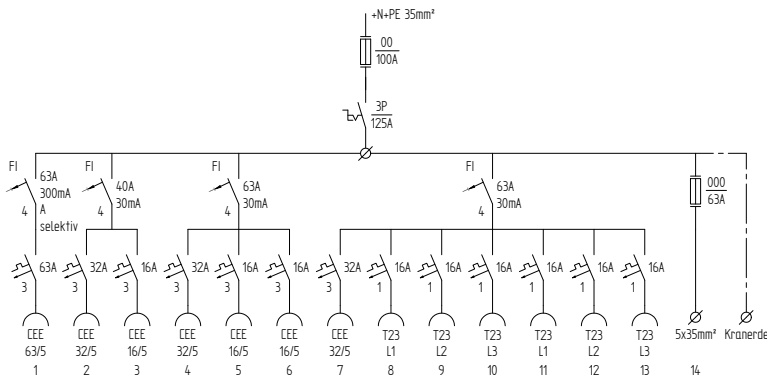 +N+PE 35mm²
00
100A
3P
125A
FI 63A
300mA
4 A
selektiv
FI 40A
30mA
4
FI 63A
30mA
4
FI 63A
30mA
4
000
63A
63A 32A 16A 32A 16A 16A 32A 16A 16A 16A 16A 16A 16A
3 3 3 3 3 3 3 1 1 1 1 1 1
CEE CEE CEE CEE CEE CEE CEE T23 T23 T23 T23 T23 T23 5x35mm² Kranerde
63/5 32/5 16/5 32/5 16/5 16/5 32/5 L1 L2 L3 L1 L2 L3
1 2 3 4 5 6 7 8 9 10 11 12 13 14